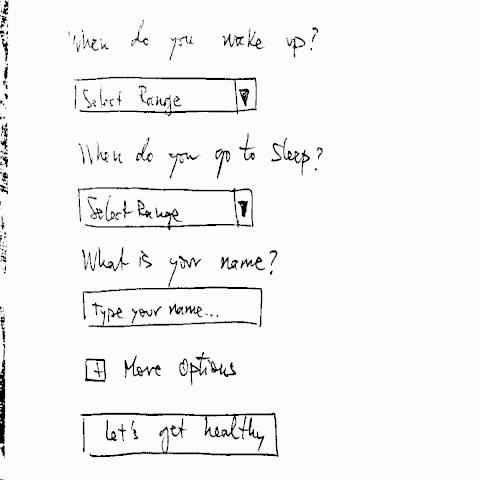 When do you wake up?
Select Range
When do you go to sleep?
Select Range
What is your name?
Type your name...
+ More Options
Let's get healthy